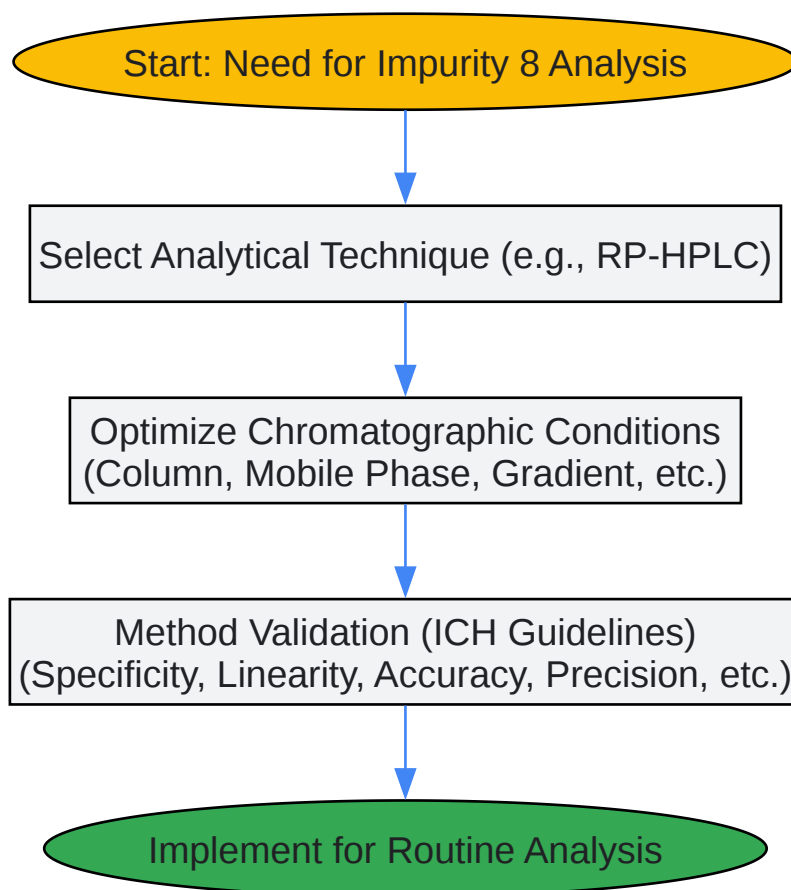 Start: Need for Impurity 8 Analysis
Select Analytical Technique (e.g., RP-HPLC)
Optimize Chromatographic Conditions
(Column, Mobile Phase, Gradient, etc.)
Method Validation (ICH Guidelines)
(Specificity, Linearity, Accuracy, Precision, etc.)
Implement for Routine Analysis